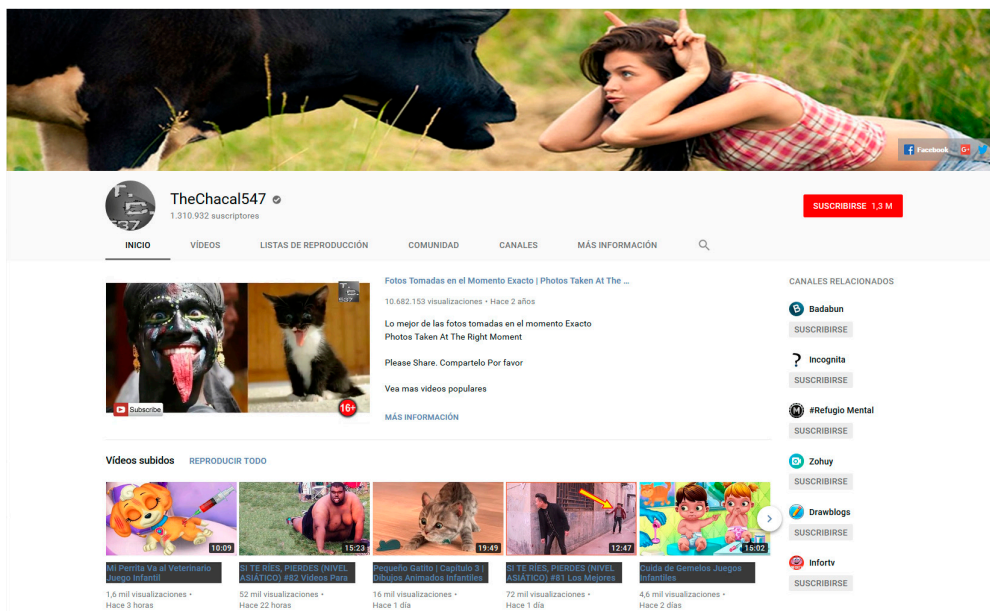 Facebook
G+
T.
C.
537
TheChacal547
1.310.932 suscriptores
SUSCRIBIRSE 1,3 M
INICIO
VÍDEOS
LISTAS DE REPRODUCCIÓN
COMUNIDAD
CANALES
MÁS INFORMACIÓN
T.
C.
537
Subscribe
16+
Fotos Tomadas en el Momento Exacto | Photos Taken At The ...
10.682.153 visualizaciones • Hace 2 años
Lo mejor de las fotos tomadas en el momento Exacto
Photos Taken At The Right Moment
Please Share. Compartelo Por favor
Vea mas videos populares
MÁS INFORMACIÓN
CANALES RELACIONADOS
Badabun
SUSCRIBIRSE
Incognita
SUSCRIBIRSE
#Refugio Mental
SUSCRIBIRSE
Zohuy
SUSCRIBIRSE
Drawblogs
SUSCRIBIRSE
Infortv
SUSCRIBIRSE
Vídeos subidos
REPRODUCIR TODO
10:09
15:23
19:49
12:47
15:02
Mi Perrita Va al Veterinario
Juego Infantil
1,6 mil visualizaciones •
Hace 3 horas
SI TE RÍES, PIERDES (NIVEL
ASIÁTICO) #82 Videos Para
52 mil visualizaciones •
Hace 22 horas
Pequeño Gatito | Capitulo 3 |
Dibujos Animados Infantiles
16 mil visualizaciones •
Hace 1 día
SI TE RÍES, PIERDES (NIVEL
ASIÁTICO) #81 Los Mejores
72 mil visualizaciones •
Hace 1 día
Cuida de Gemelos Juegos
Infantiles
4,6 mil visualizaciones •
Hace 2 días